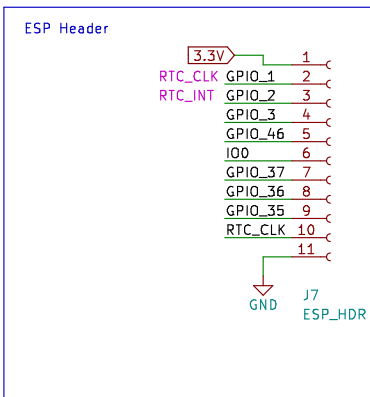 ESP Header
3.3V 1
RTC_CLK GPIO_1 2
RTC_INT GPIO_2 3
GPIO_3 4
GPIO_46 5
IO0 6
GPIO_37 7
GPIO_36 8
GPIO_35 9
RTC_CLK 10
11
GND
J7
ESP_HDR